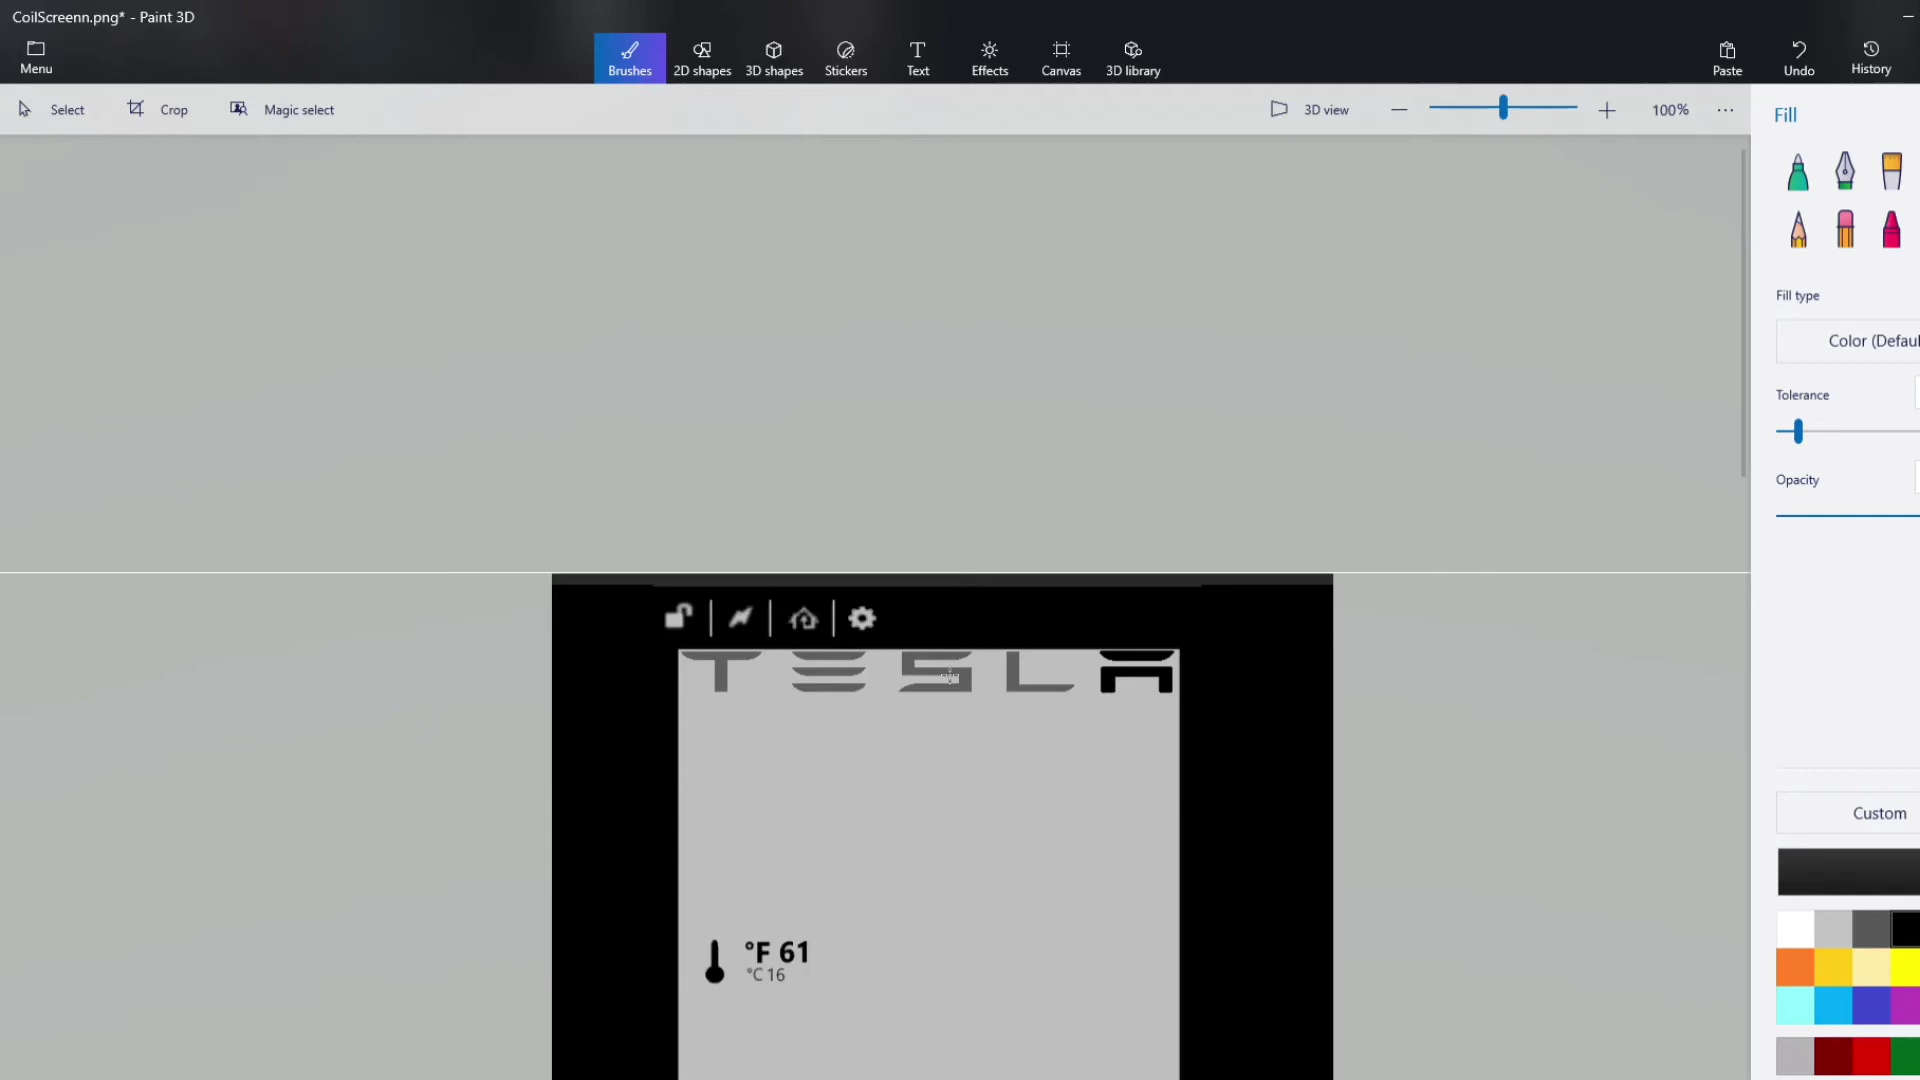 CoilScreenn.png* - Paint 3D
Menu
Brushes
2D shapes
3D shapes
Stickers
Text
Effects
Canvas
3D library
Paste
Undo
History
Select
Crop
Magic select
3D view
100%
Fill
Fill type
Color (Defaul
Tolerance
Opacity
Custom
TESLA
°F 61
°C 16